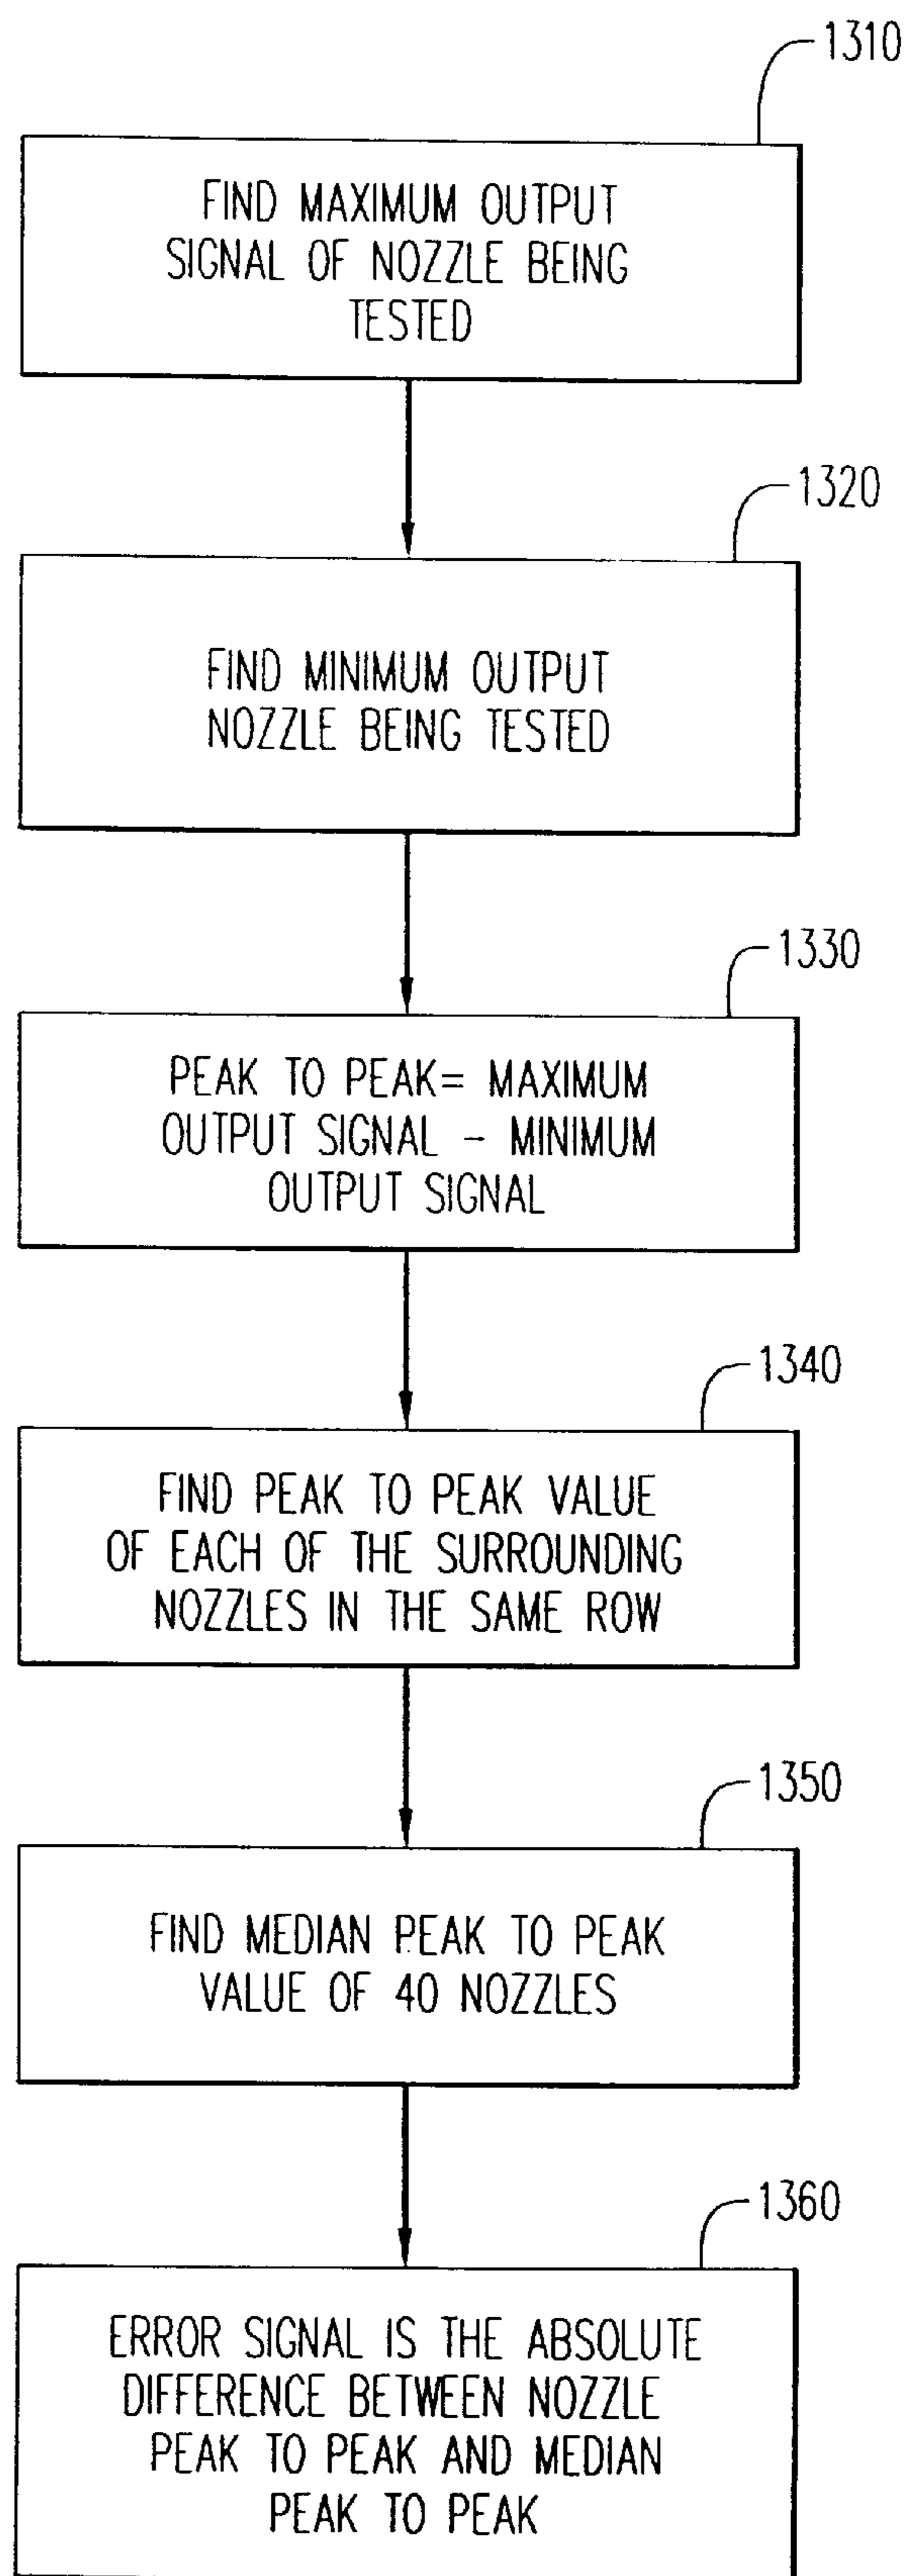 1310
FIND MAXIMUM OUTPUT
SIGNAL OF NOZZLE BEING
TESTED
1320
FIND MINIMUM OUTPUT
NOZZLE BEING TESTED
1330
PEAK TO PEAK= MAXIMUM
OUTPUT SIGNAL - MINIMUM
OUTPUT SIGNAL
1340
FIND PEAK TO PEAK VALUE
OF EACH OF THE SURROUNDING
NOZZLES IN THE SAME ROW
1350
FIND MEDIAN PEAK TO PEAK
VALUE OF 40 NOZZLES
1360
ERROR SIGNAL IS THE ABSOLUTE
DIFFERENCE BETWEEN NOZZLE
PEAK TO PEAK AND MEDIAN
PEAK TO PEAK